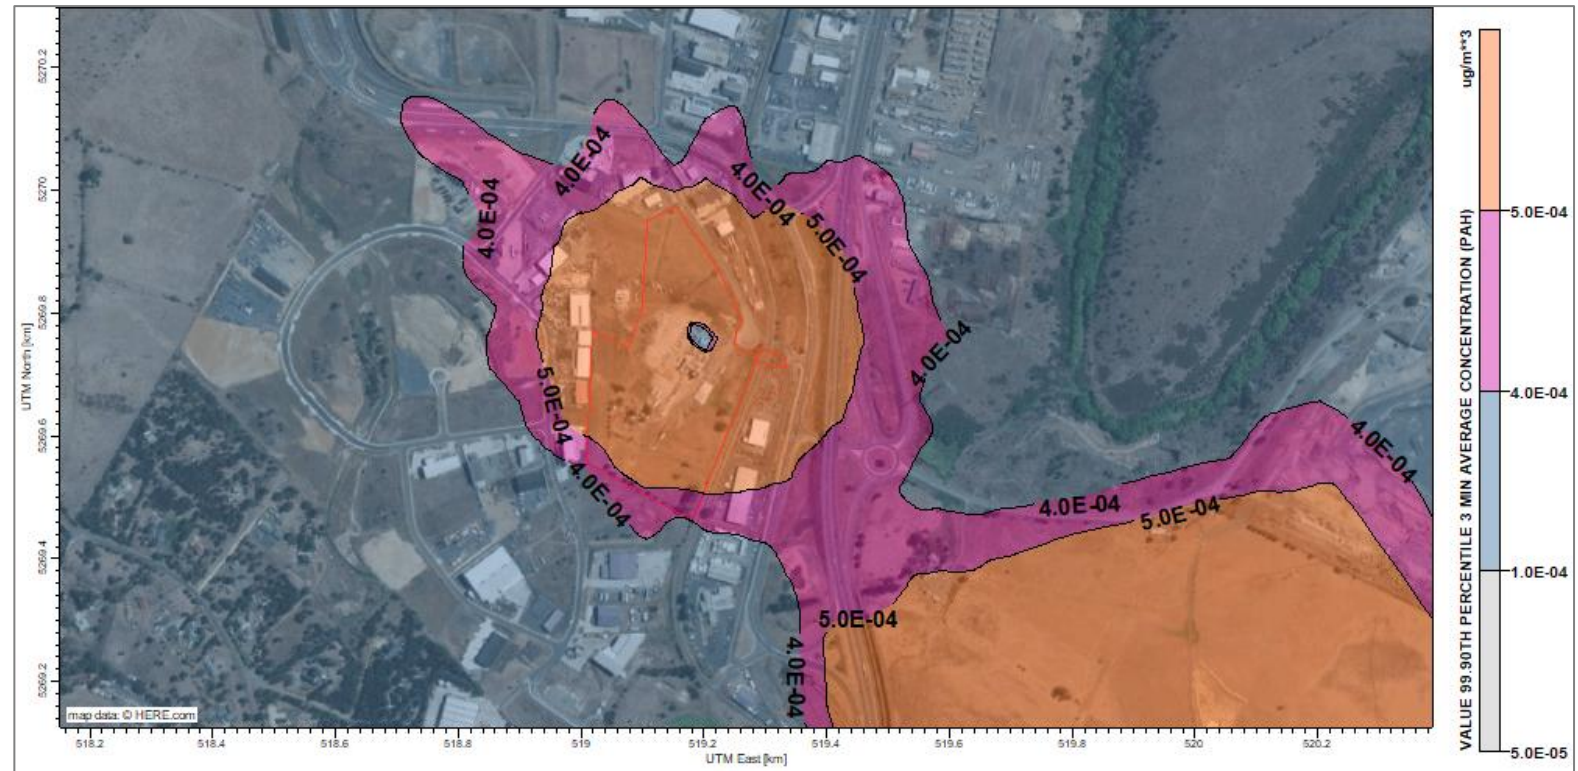 5270.2
5270
5269.8
5269.6
5269.4
5269.2
UTM North [km]
4.0E-04
4.0E-04
4.0E-04
5.0E-04
4.0E-04
5.0E-04
4.0E-04
4.0E-04
4.0E-04
5.0E-04
5.0E-04
4.0E-04
map data: © HERE.com
518.2
518.4
518.6
518.8
519
519.2
519.4
519.6
519.8
520
520.2
UTM East [km]
VALUE 99.90TH PERCENTILE 3 MIN AVERAGE CONCENTRATION (PAH) ug/m**3
5.0E-04
4.0E-04
1.0E-04
5.0E-05